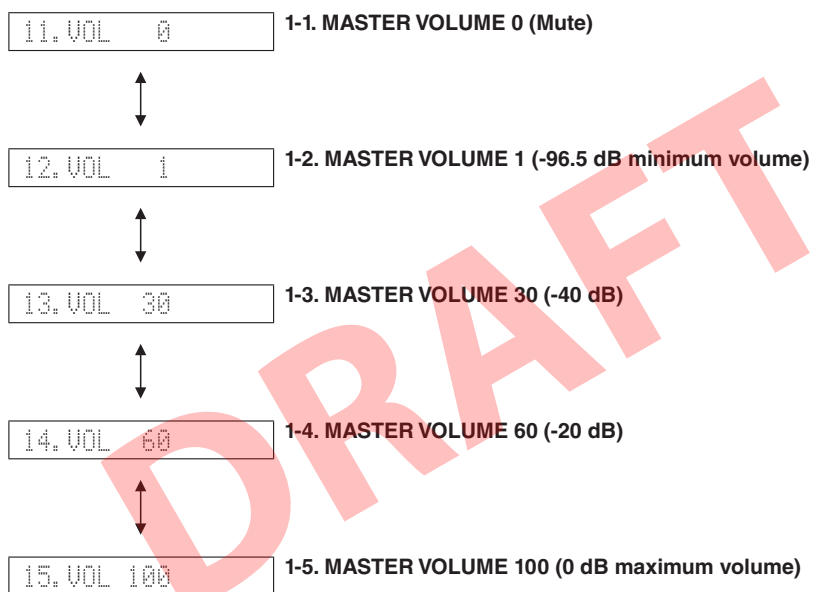 11.VOL 0
1-1. MASTER VOLUME 0 (Mute)
12.VOL 1
1-2. MASTER VOLUME 1 (-96.5 dB minimum volume)
13.VOL 30
1-3. MASTER VOLUME 30 (-40 dB)
14.VOL 60
1-4. MASTER VOLUME 60 (-20 dB)
15.VOL 100
1-5. MASTER VOLUME 100 (0 dB maximum volume)
DRAFT